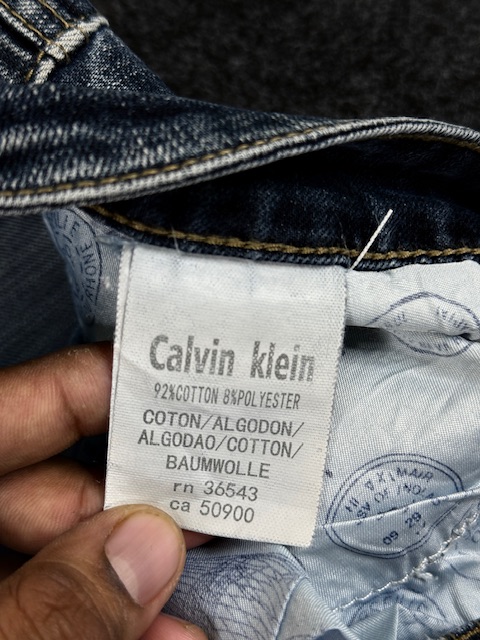 Calvin klein
92%COTTON 8%POLYESTER
COTON/ALGODON/
ALGODAO/COTTON/
BAUMWOLLE
rn 36543
ca 50900